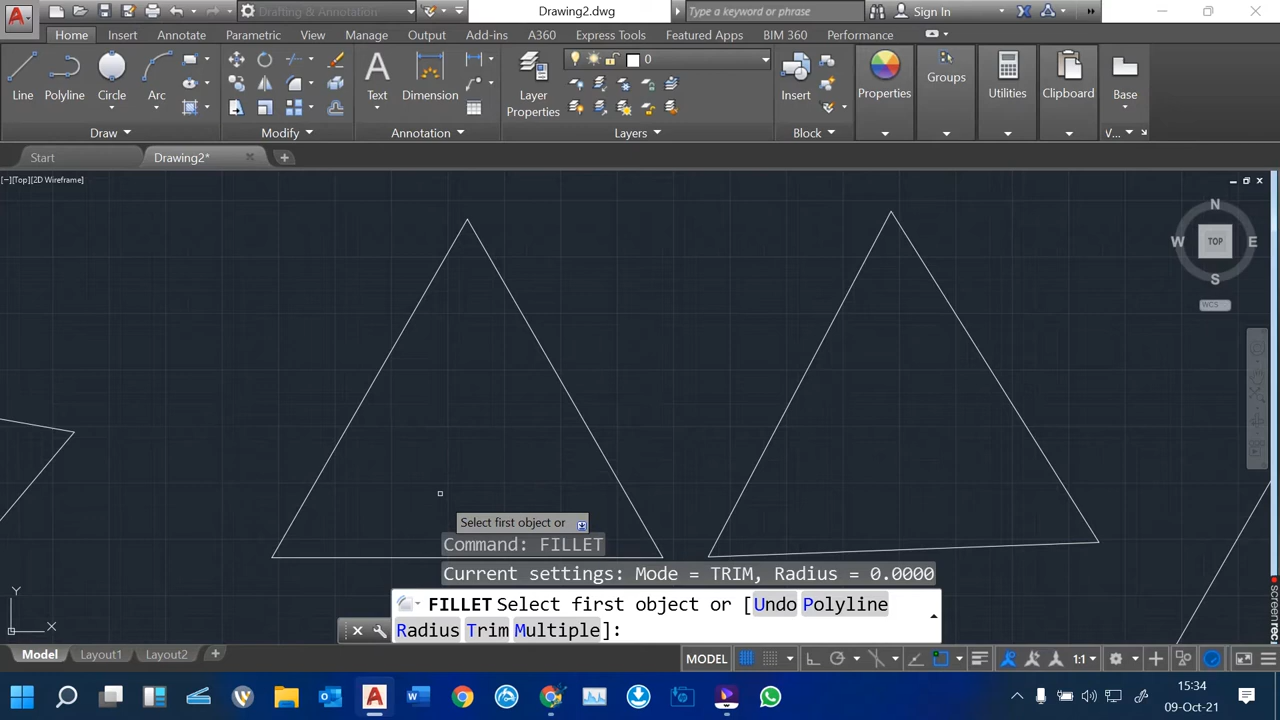 Drafting & Annotation
Drawing2.dwg
Type a keyword or phrase
Sign In
Home Insert Annotate Parametric View Manage Output Add-ins A360 Express Tools Featured Apps BIM 360 Performance
0
Line Polyline Circle Arc Text Dimension Layer Properties Insert Properties Groups Utilities Clipboard Base
Draw Modify Annotation Layers Block V...
Start Drawing2*
[−][Top][2D Wireframe]
N
W TOP E
S
WCS
Select first object or
Command: FILLET
Current settings: Mode = TRIM, Radius = 0.0000
FILLET Select first object or [Undo Polyline
Radius Trim Multiple]:
Y
X
Model Layout1 Layout2
MODEL 1:1
15:34
09-Oct-21